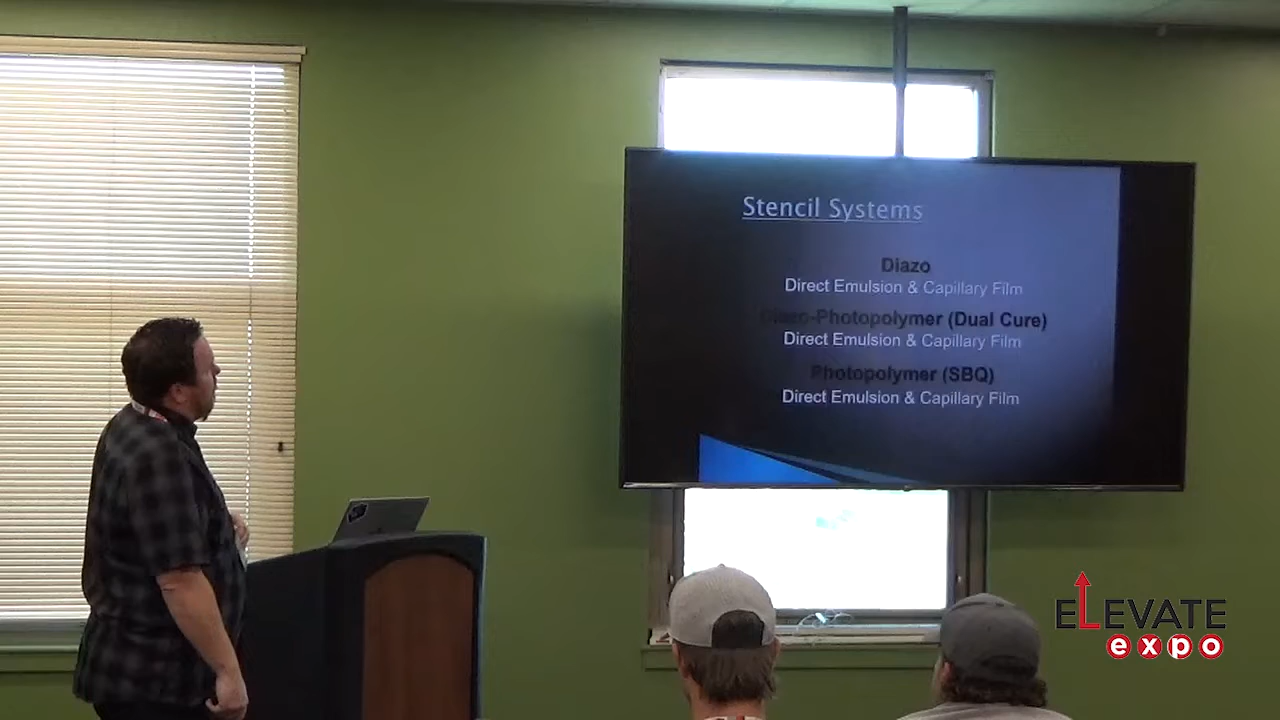 Stencil Systems
Diazo
Direct Emulsion & Capillary Film
Diazo-Photopolymer (Dual Cure)
Direct Emulsion & Capillary Film
Photopolymer (SBQ)
Direct Emulsion & Capillary Film
ELEVATE
expo